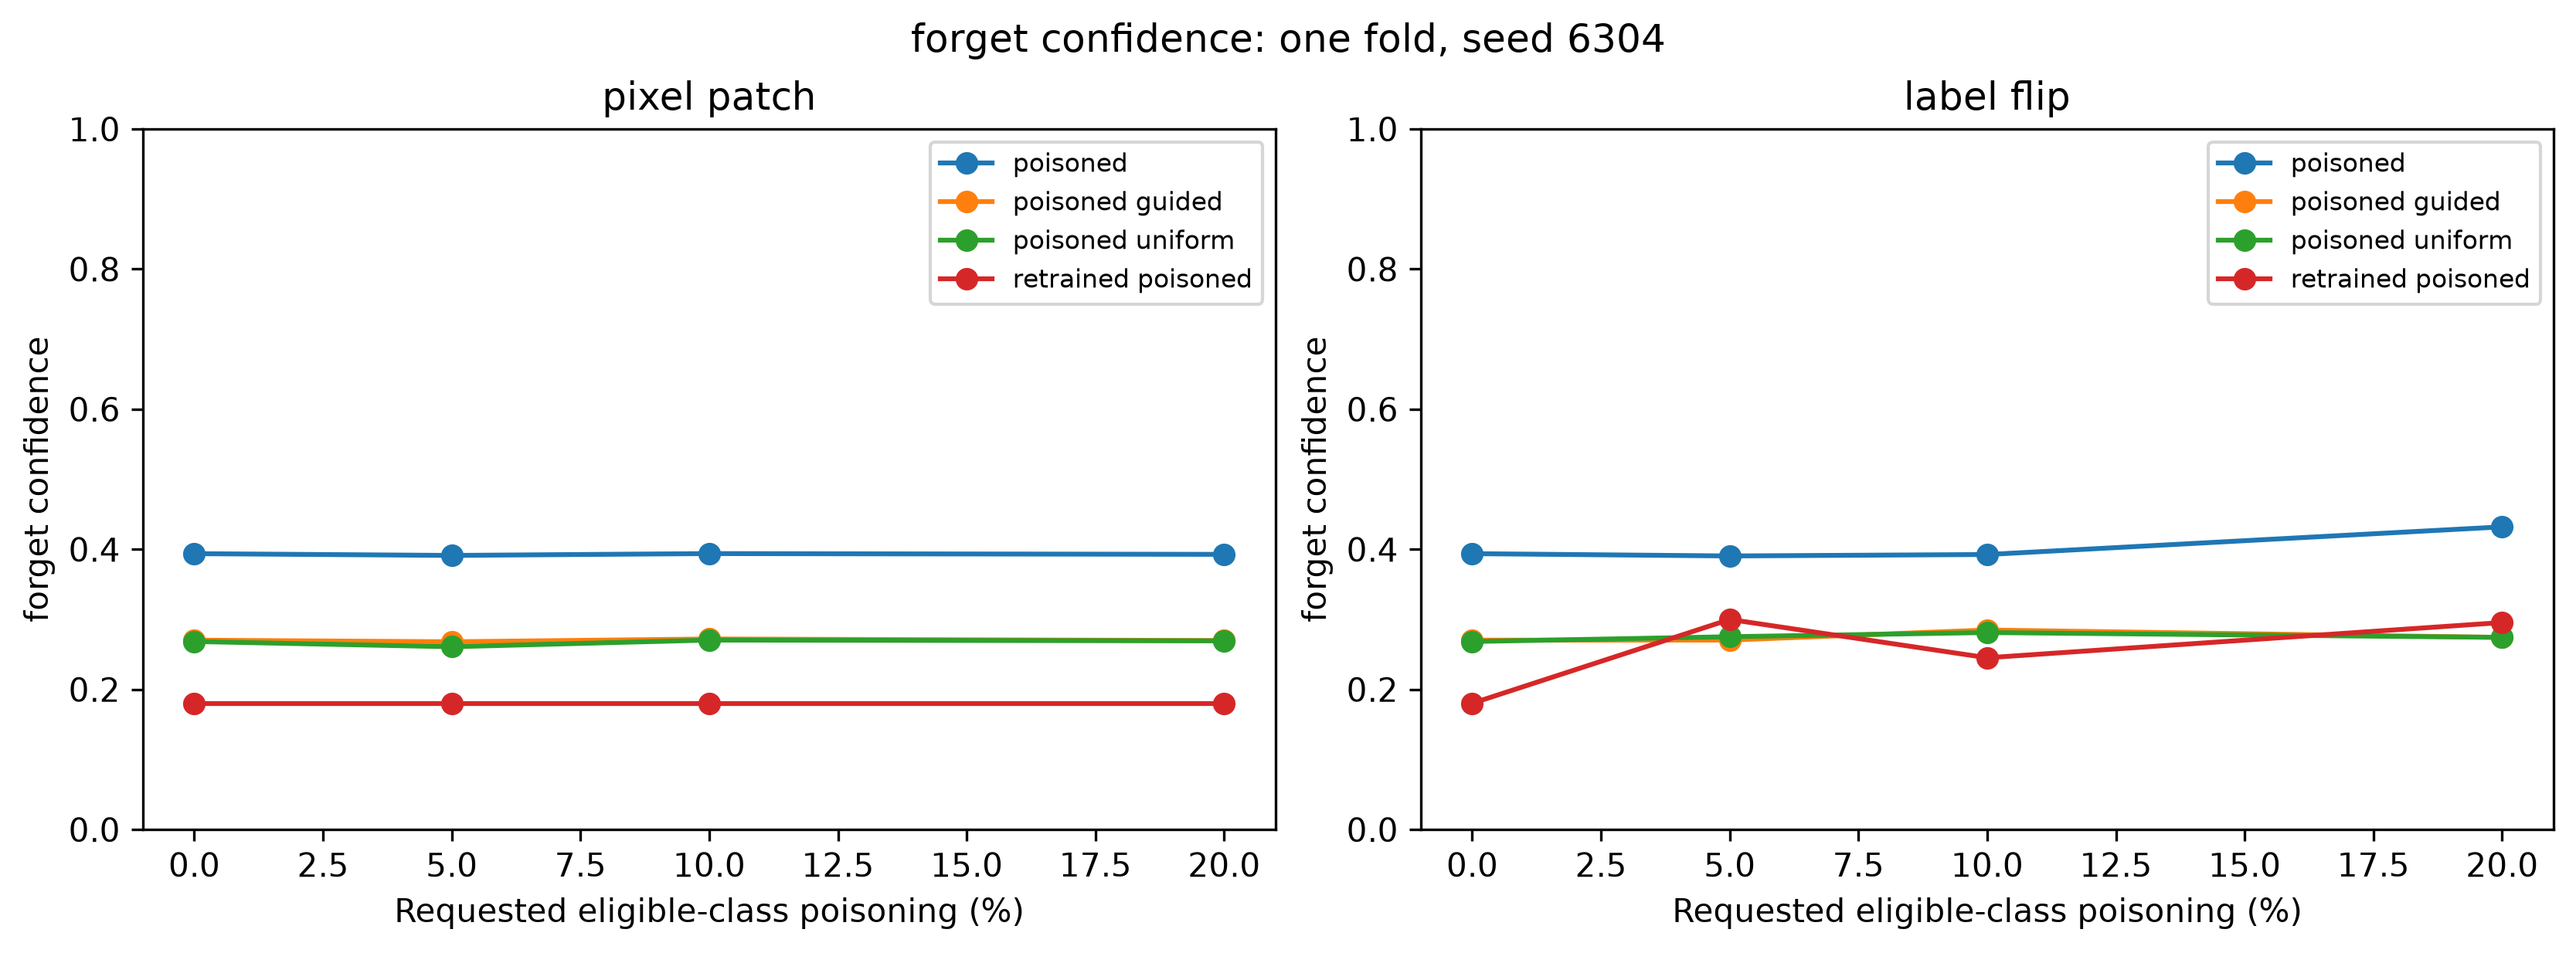 forget confidence: one fold, seed 6304
pixel patch
1.0
0.8
0.6
0.4
0.2
0.0
forget confidence
poisoned
poisoned guided
poisoned uniform
retrained poisoned
0.0 2.5 5.0 7.5 10.0 12.5 15.0 17.5 20.0
Requested eligible-class poisoning (%)
label flip
1.0
0.8
0.6
0.4
0.2
0.0
forget confidence
poisoned
poisoned guided
poisoned uniform
retrained poisoned
0.0 2.5 5.0 7.5 10.0 12.5 15.0 17.5 20.0
Requested eligible-class poisoning (%)